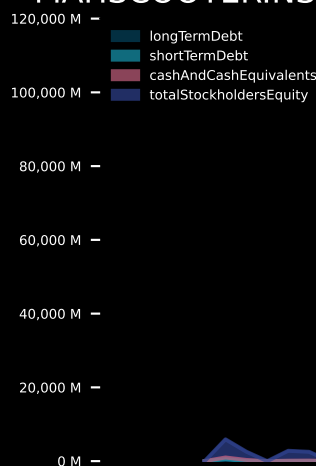 120,000 M
longTermDebt
shortTermDebt
cashAndCashEquivalents
totalStockholdersEquity
100,000 M
80,000 M
60,000 M
40,000 M
20,000 M
0 M